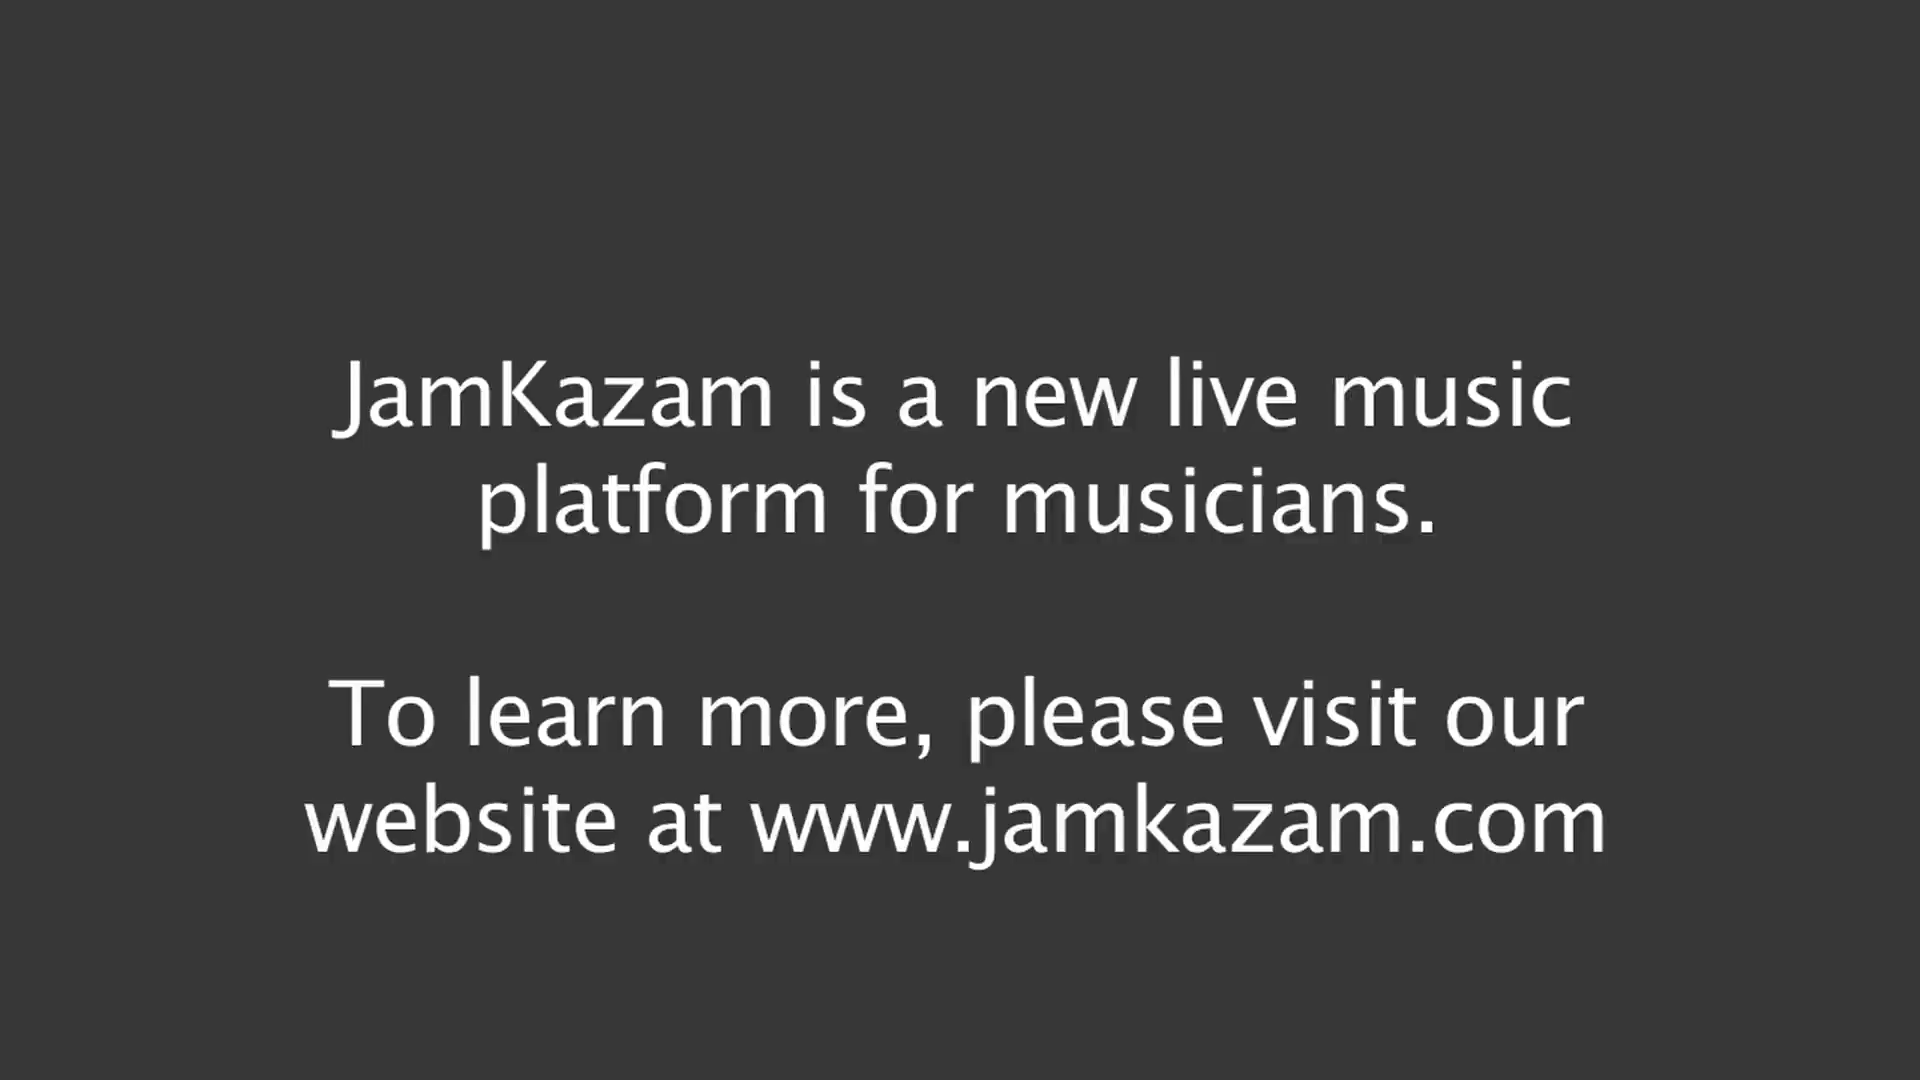 JamKazam is a new live music
platform for musicians.
To learn more, please visit our
website at www.jamkazam.com